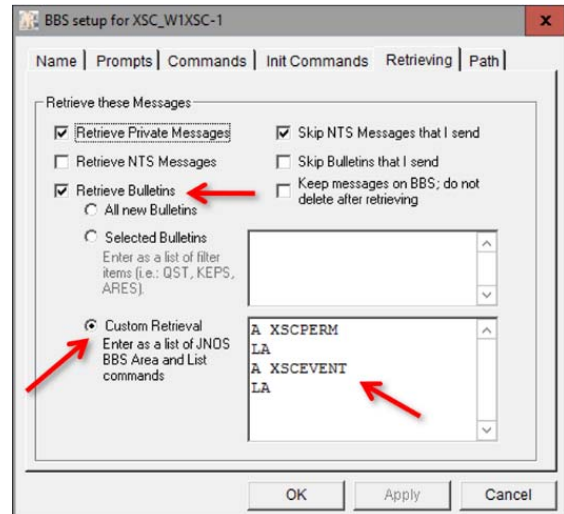 BBS setup for XSC_W1XSC-1
x
Name Prompts Commands Init Commands Retrieving Path
Retrieve these Messages
Retrieve Private Messages
Skip NTS Messages that I send
Retrieve NTS Messages
Skip Bulletins that I send
Retrieve Bulletins
Keep messages on BBS; do not
delete after retrieving
All new Bulletins
Selected Bulletins
Enter as a list of filter
items (i.e.: QST, KEPS,
ARES).
Custom Retrieval
Enter as a list of JNOS
BBS Area and List
commands
A XSCPERM
LA
A XSCEVENT
LA
OK Apply Cancel